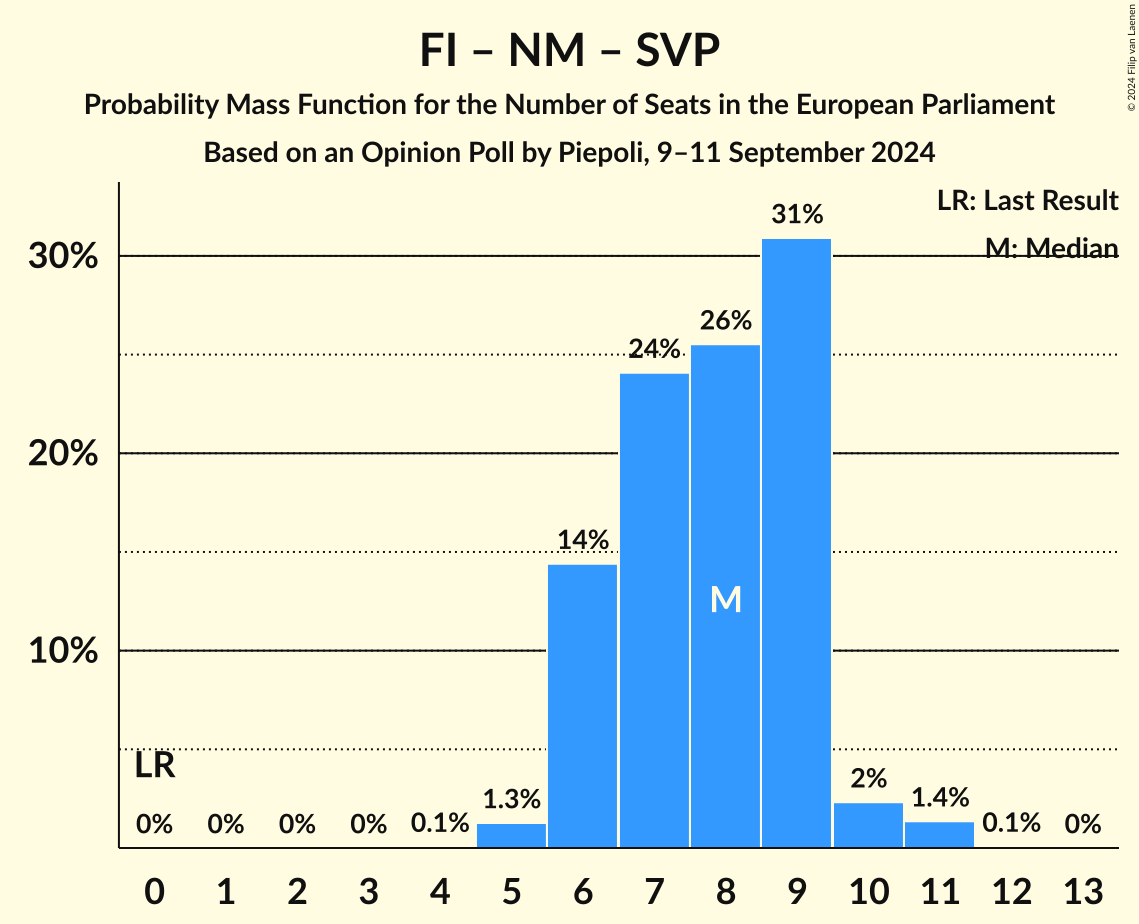 FI – NM – SVP
Probability Mass Function for the Number of Seats in the European Parliament
Based on an Opinion Poll by Piepoli, 9–11 September 2024
© 2024 Filip van Laenen
LR: Last Result
M: Median
30%
20%
10%
LR
0%
0%
0%
0%
0.1%
1.3%
14%
24%
26%
31%
2%
1.4%
0.1%
0%
M
0 1 2 3 4 5 6 7 8 9 10 11 12 13